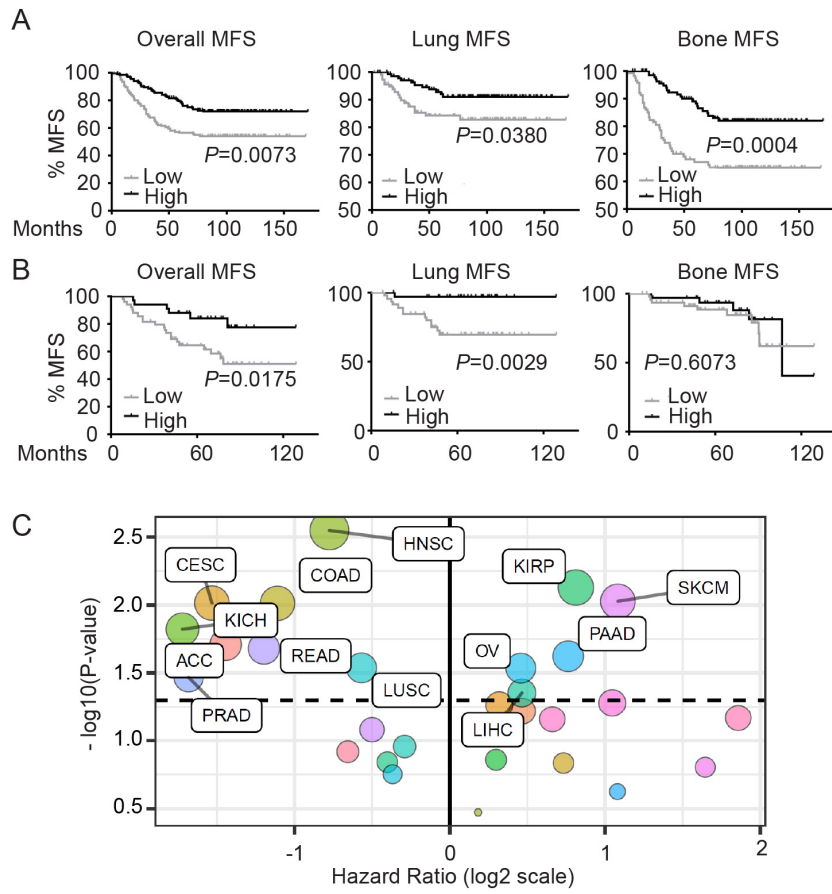 A
Overall MFS
Lung MFS
Bone MFS
% MFS
100
80
60
40
20
0
P=0.0073
Low
High
100
90
80
70
60
50
P=0.0380
Low
High
100
90
80
70
60
50
P=0.0004
Low
High
Months
0 50 100 150
0 50 100 150
0 50 100 150
B
Overall MFS
Lung MFS
Bone MFS
% MFS
100
80
60
40
20
0
P=0.0175
Low
High
100
50
0
P=0.0029
Low
High
100
50
0
P=0.6073
Low
High
Months
0 60 120
0 60 120
0 60 120
C
- log10(P-value)
2.5
2.0
1.5
1.0
0.5
HNSC
CESC
COAD
KIRP
SKCM
KICH
PAAD
ACC
READ
OV
LUSC
PRAD
LIHC
-1 0 1 2
Hazard Ratio (log2 scale)